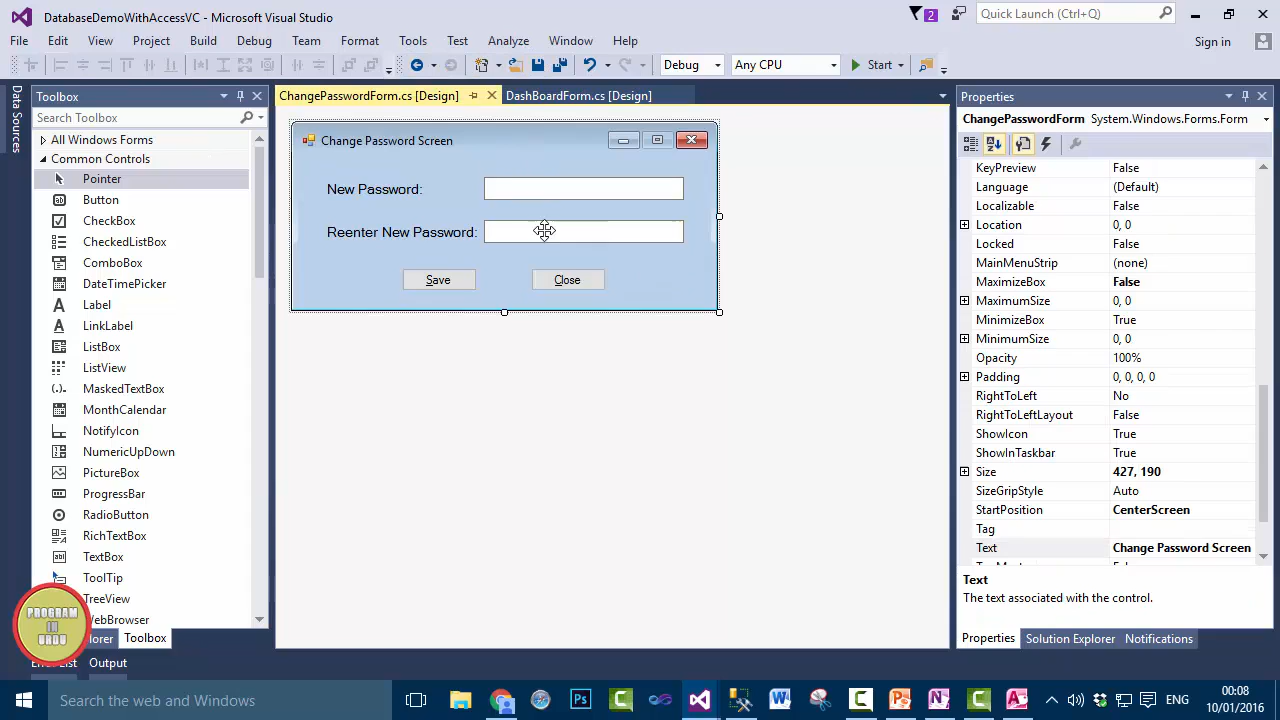 DatabaseDemoWithAccessVC - Microsoft Visual Studio
2
Quick Launch (Ctrl+Q)
File Edit View Project Build Debug Team Format Tools Test Analyze Window Help
Sign in
Debug Any CPU Start
Data Sources
Toolbox
Search Toolbox
All Windows Forms
Common Controls
Pointer
Button
CheckBox
CheckedListBox
ComboBox
DateTimePicker
Label
LinkLabel
ListBox
ListView
MaskedTextBox
MonthCalendar
NotifyIcon
NumericUpDown
PictureBox
ProgressBar
RadioButton
RichTextBox
TextBox
ToolTip
TreeView
WebBrowser
PROGRAM
IN
URDU
plorer Toolbox
Error List Output
ChangePasswordForm.cs [Design] DashBoardForm.cs [Design]
Change Password Screen
New Password:
Reenter New Password:
Save Close
Properties
ChangePasswordForm System.Windows.Forms.Form
KeyPreview False
Language (Default)
Localizable False
Location 0, 0
Locked False
MainMenuStrip (none)
MaximizeBox False
MaximumSize 0, 0
MinimizeBox True
MinimumSize 0, 0
Opacity 100%
Padding 0, 0, 0, 0
RightToLeft No
RightToLeftLayout False
ShowIcon True
ShowInTaskbar True
Size 427, 190
SizeGripStyle Auto
StartPosition CenterScreen
Tag
Text Change Password Screen
Text
The text associated with the control.
Properties Solution Explorer Notifications
Search the web and Windows
ENG
00:08
10/01/2016